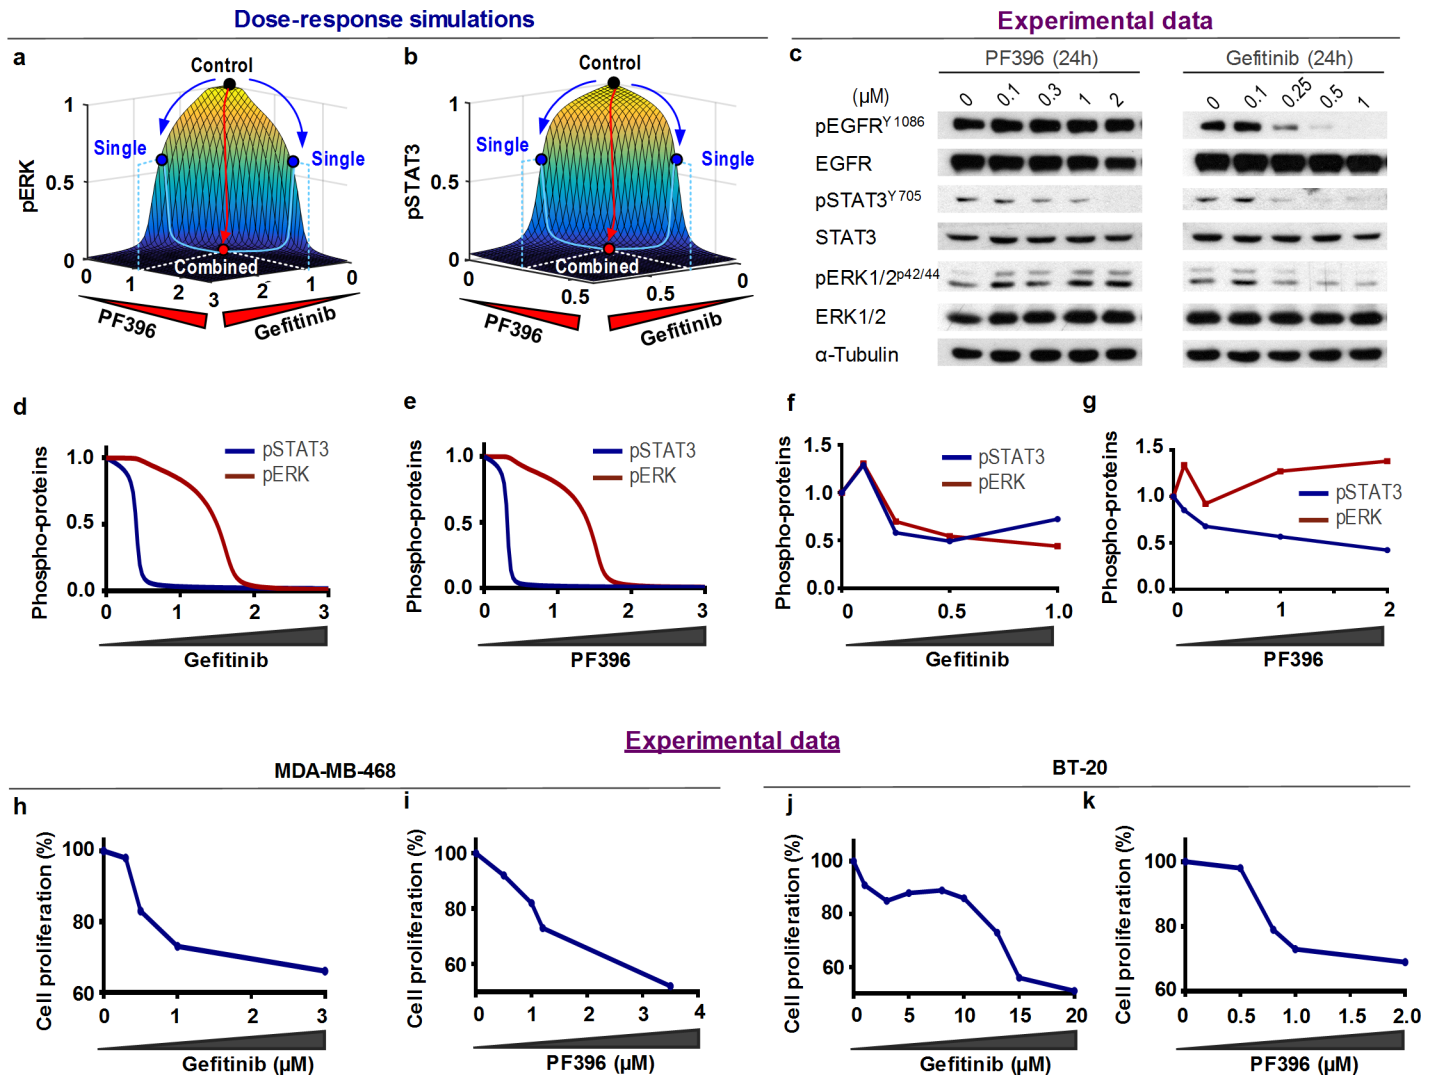 Dose-response simulations
Experimental data
a
Control
1
Single
Single
pERK
0.5
0
Combined
0
1
2
3
2
1
0
PF396
Gefitinib
b
Control
1
Single
Single
pSTAT3
0.5
0
Combined
0
0.5
0.5
0
PF396
Gefitinib
c
PF396 (24h)
Gefitinib (24h)
(µM)
0 0.1 0.3 1 2
0 0.1 0.25 0.5 1
pEGFRY1086
EGFR
pSTAT3Y705
STAT3
pERK1/2p42/44
ERK1/2
α-Tubulin
d
Phospho-proteins
1.0
0.5
0.0
pSTAT3
pERK
0 1 2 3
Gefitinib
e
Phospho-proteins
1.0
0.5
0.0
pSTAT3
pERK
0 1 2 3
PF396
f
Phospho-proteins
1.5
1.0
0.5
0.0
pSTAT3
pERK
0 0.5 1.0
Gefitinib
g
Phospho-proteins
1.5
1.0
0.5
0.0
pSTAT3
pERK
0 1 2
PF396
Experimental data
MDA-MB-468
BT-20
h
Cell proliferation (%)
100
80
60
0 1 2 3
Gefitinib (µM)
i
Cell proliferation (%)
100
80
60
0 1 2 3 4
PF396 (µM)
j
Cell proliferation (%)
100
80
60
0 5 10 15 20
Gefitinib (µM)
k
Cell proliferation (%)
100
80
60
0 0.5 1.0 1.5 2.0
PF396 (µM)